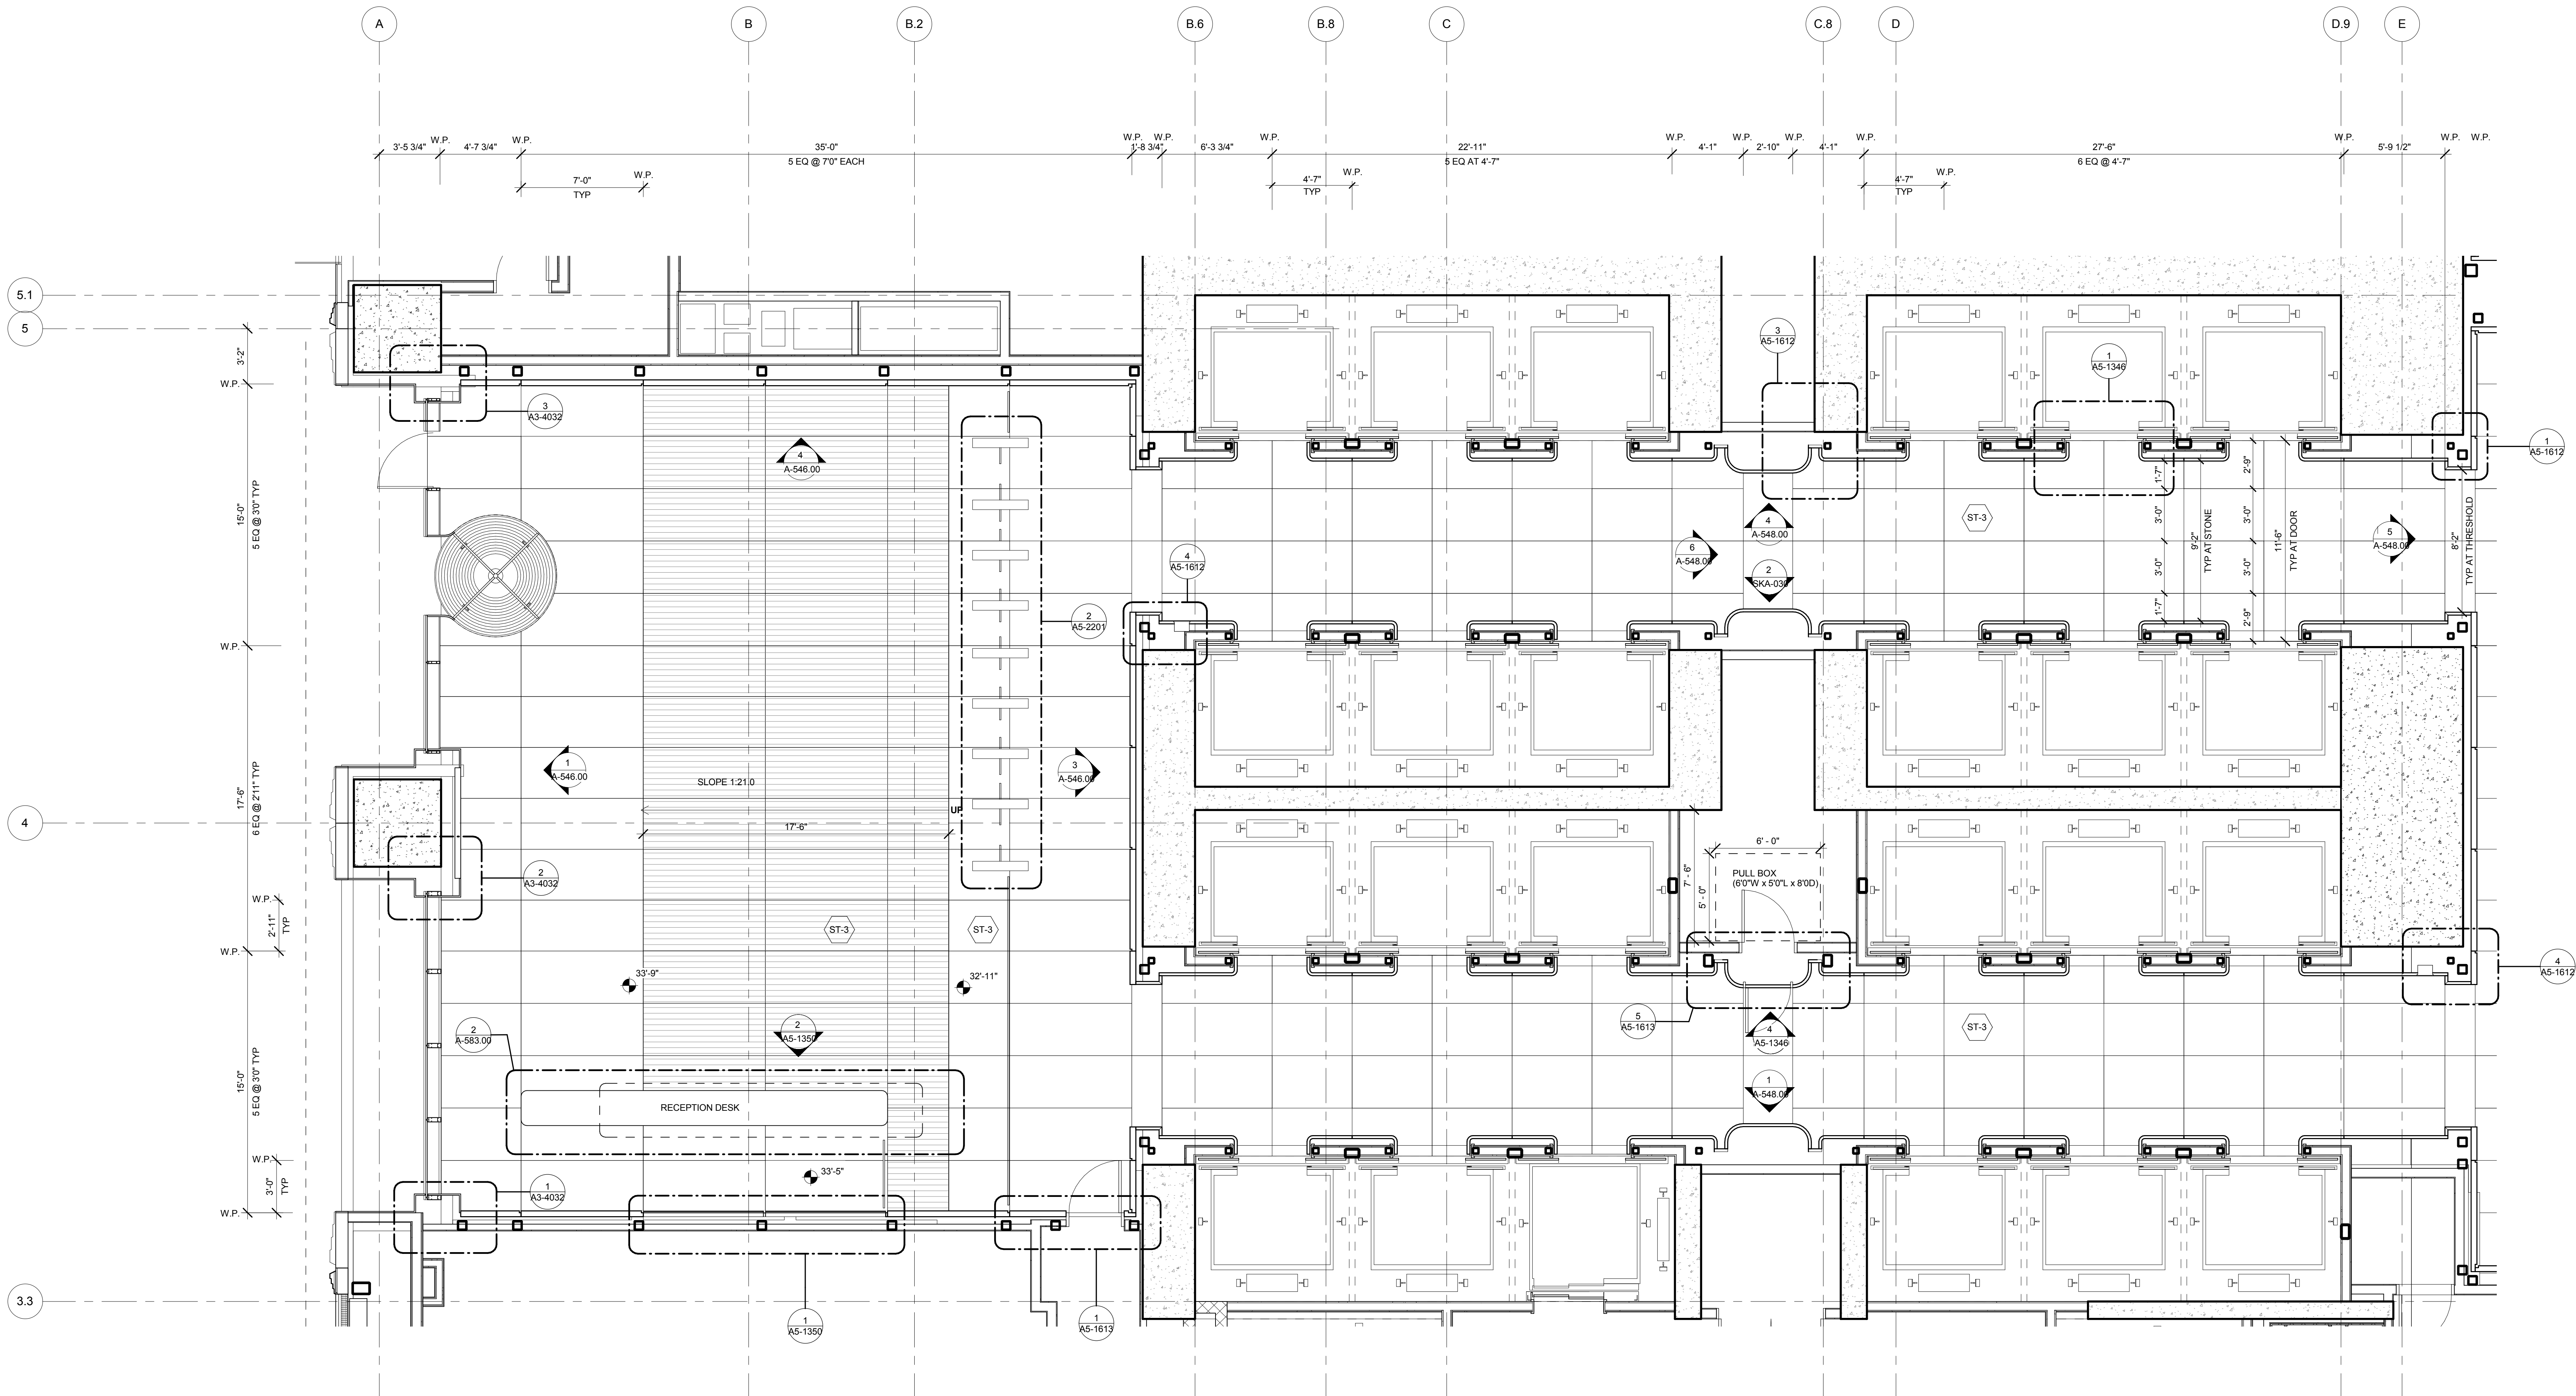 A
B
B.2
B.6
B.8
C
C.8
D
D.9
E
W.P.
W.P.
W.P.
W.P.
W.P.
W.P.
W.P.
W.P.
W.P.
W.P.
W.P.
W.P.
3'-5 3/4"
4'-7 3/4"
35'-0"
1'-8 3/4"
6'-3 3/4"
22'-11"
4'-1"
2'-10"
4'-1"
27'-6"
5'-9 1/2"
5 EQ @ 7'0" EACH
5 EQ AT 4'-7"
6 EQ @ 4'-7"
7'-0"
TYP
W.P.
4'-7"
TYP
W.P.
4'-7"
TYP
W.P.
5.1
5
4
3.3
3'-2"
W.P.
15'-0"
5 EQ @ 3'0" TYP
W.P.
17'-6"
6 EQ @ 2'11" TYP
W.P.
2'-11"
TYP
W.P.
15'-0"
5 EQ @ 3'0" TYP
W.P.
3'-0"
TYP
W.P.
3
A3-4032
4
A-546.00
3
A5-1612
1
A5-1346
1
A5-1612
2
A5-2201
4
A5-1612
6
A-548.00
4
A-548.00
2
SKA-030
ST-3
5
A-548.00
1'-7"
3'-0"
3'-0"
1'-7"
9'-2"
TYP AT STONE
2'-9"
3'-0"
3'-0"
2'-9"
11'-6"
TYP AT DOOR
8'-2"
TYP AT THRESHOLD
1
A-546.00
3
A-546.00
SLOPE 1:21.0
UP
17'-6"
2
A3-4032
ST-3
ST-3
33'-9"
32'-11"
2
A-583.00
2
A5-1350
RECEPTION DESK
33'-5"
1
A3-4032
1
A5-1350
1
A5-1613
6' - 0"
7' - 6"
5' - 0"
PULL BOX
(6'0"W x 5'0"L x 8'0D)
5
A5-1613
4
A5-1346
1
A-548.00
ST-3
4
A5-1612